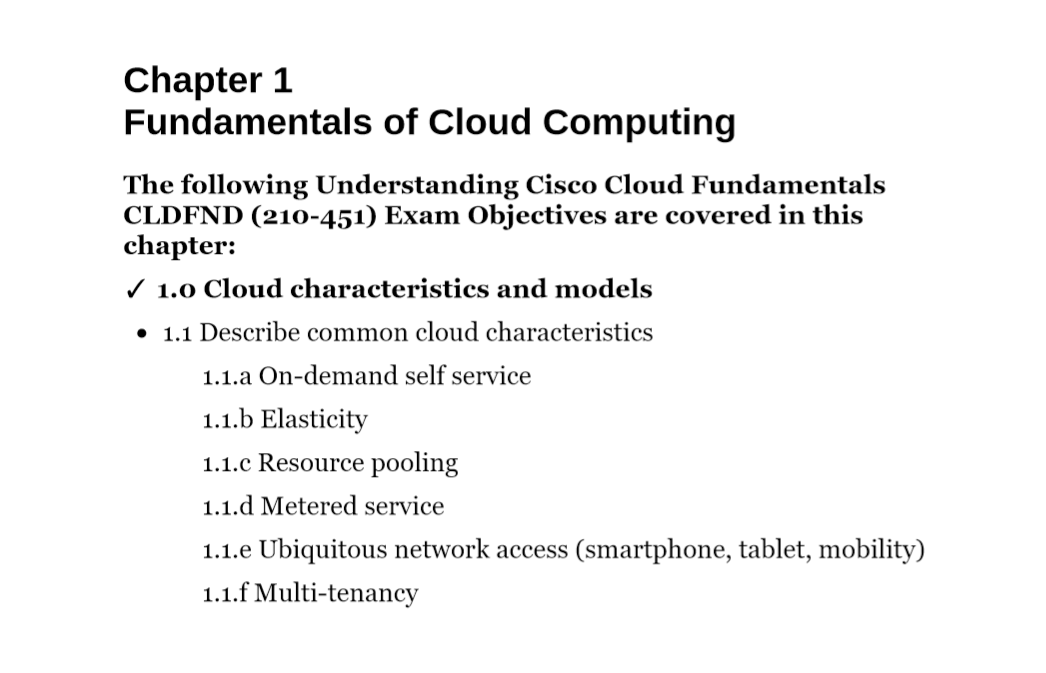 Chapter 1
Fundamentals of Cloud Computing
The following Understanding Cisco Cloud Fundamentals
CLDFND (210-451) Exam Objectives are covered in this
chapter:
✓ 1.0 Cloud characteristics and models
• 1.1 Describe common cloud characteristics
1.1.a On-demand self service
1.1.b Elasticity
1.1.c Resource pooling
1.1.d Metered service
1.1.e Ubiquitous network access (smartphone, tablet, mobility)
1.1.f Multi-tenancy